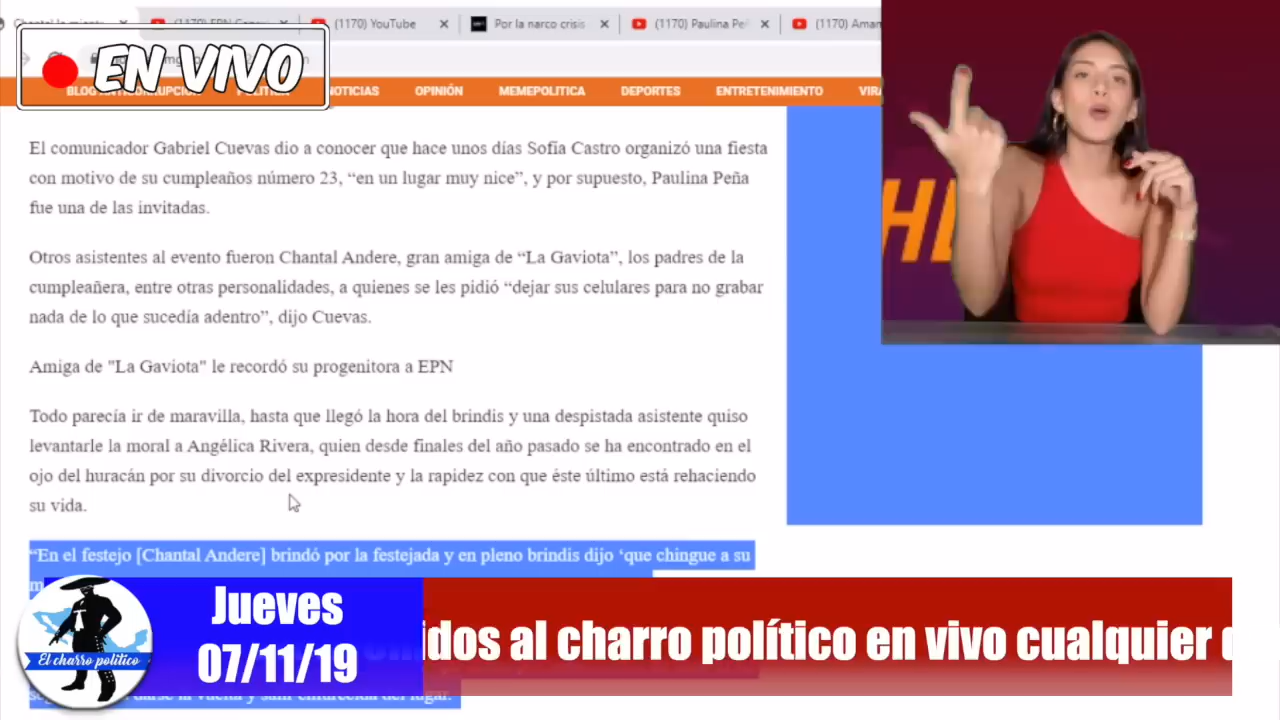 (1170) YouTube
Por la narco crisis
(1170) Paulina Peñ
(1170) Aman
EN VIVO
NOTICIAS
OPINIÓN
MEMEPOLITICA
DEPORTES
ENTRETENIMIENTO
El comunicador Gabriel Cuevas dio a conocer que hace unos días Sofía Castro organizó una fiesta
con motivo de su cumpleaños número 23, “en un lugar muy nice”, y por supuesto, Paulina Peña
fue una de las invitadas.
Otros asistentes al evento fueron Chantal Andere, gran amiga de “La Gaviota”, los padres de la
cumpleañera, entre otras personalidades, a quienes se les pidió “dejar sus celulares para no grabar
nada de lo que sucedía adentro”, dijo Cuevas.
Amiga de "La Gaviota" le recordó su progenitora a EPN
Todo parecía ir de maravilla, hasta que llegó la hora del brindis y una despistada asistente quiso
levantarle la moral a Angélica Rivera, quien desde finales del año pasado se ha encontrado en el
ojo del huracán por su divorcio del expresidente y la rapidez con que éste último está rehaciendo
su vida.
“En el festejo [Chantal Andere] brindó por la festejada y en pleno brindis dijo ‘que chingue a su
Jueves
07/11/19
nidos al charro político en vivo cualquier
El charro politico